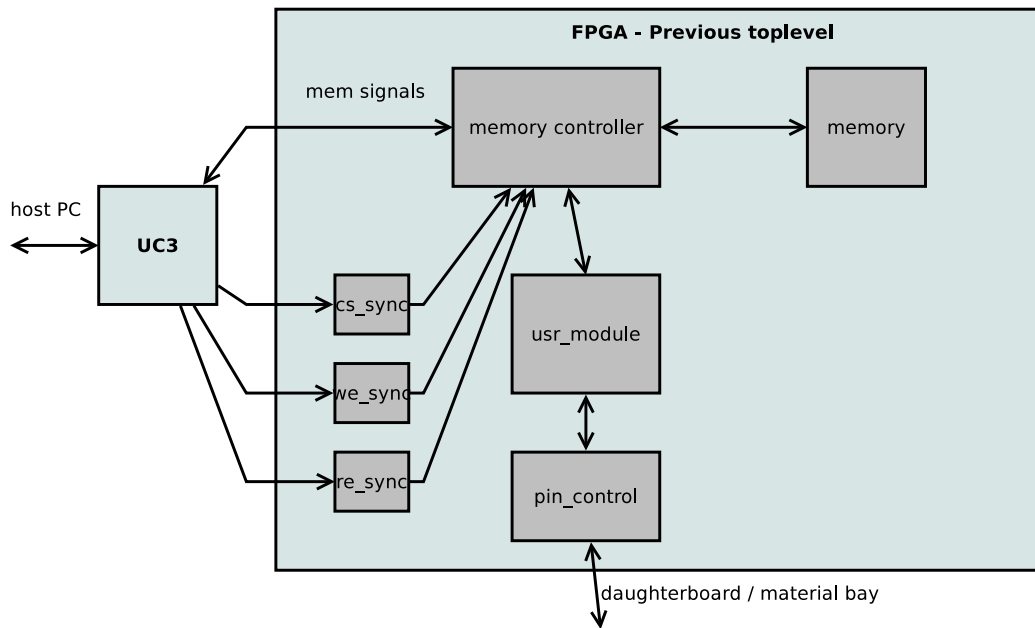 FPGA - Previous toplevel
mem signals
memory controller
memory
host PC
UC3
cs_sync
usr_module
we_sync
re_sync
pin_control
daughterboard / material bay